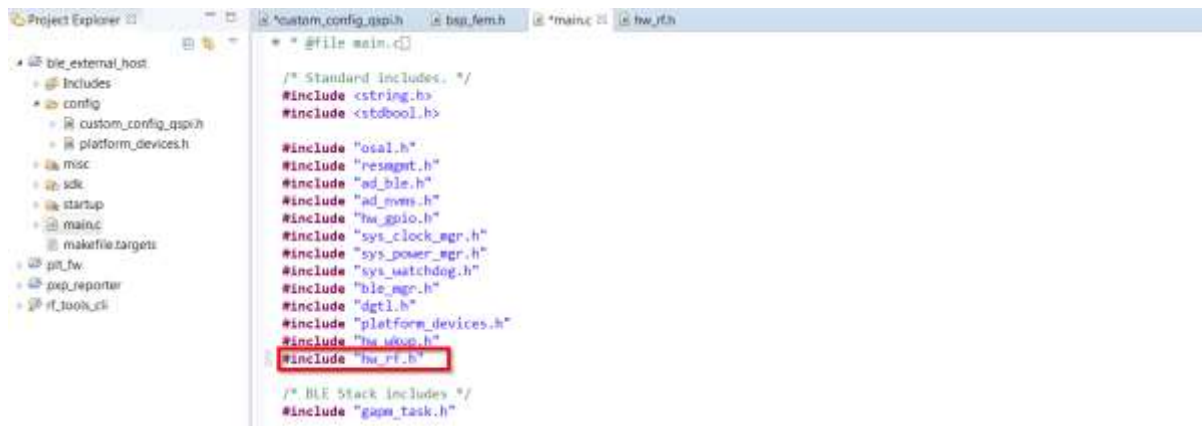 Project Explorer
*custom_config_qspi.h
bsp_fem.h
*main.c
hw_rf.h
ble_external_host
Includes
config
custom_config_qspi.h
platform_devices.h
misc
sdk
startup
main.c
makefile.targets
plt_fw
pxp_reporter
rf_tools_cli
* @file main.c
/* Standard includes. */
#include <string.h>
#include <stdbool.h>
#include "osal.h"
#include "resmgmt.h"
#include "ad_ble.h"
#include "ad_nvms.h"
#include "hw_gpio.h"
#include "sys_clock_mgr.h"
#include "sys_power_mgr.h"
#include "sys_watchdog.h"
#include "ble_mgr.h"
#include "dgtl.h"
#include "platform_devices.h"
#include "hw_wkup.h"
#include "hw_rf.h"
/* BLE Stack includes */
#include "gapm_task.h"